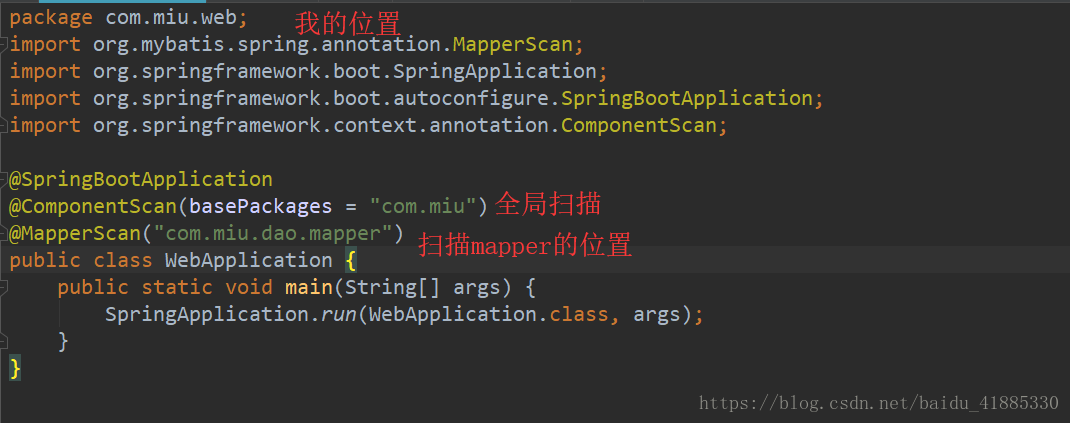 package com.miu.web; 我的位置
import org.mybatis.spring.annotation.MapperScan;
import org.springframework.boot.SpringApplication;
import org.springframework.boot.autoconfigure.SpringBootApplication;
import org.springframework.context.annotation.ComponentScan;
@SpringBootApplication
@ComponentScan(basePackages = "com.miu") 全局扫描
@MapperScan("com.miu.dao.mapper") 扫描mapper的位置
public class WebApplication {
public static void main(String[] args) {
SpringApplication.run(WebApplication.class, args);
}
}
https://blog.csdn.net/baidu_41885330